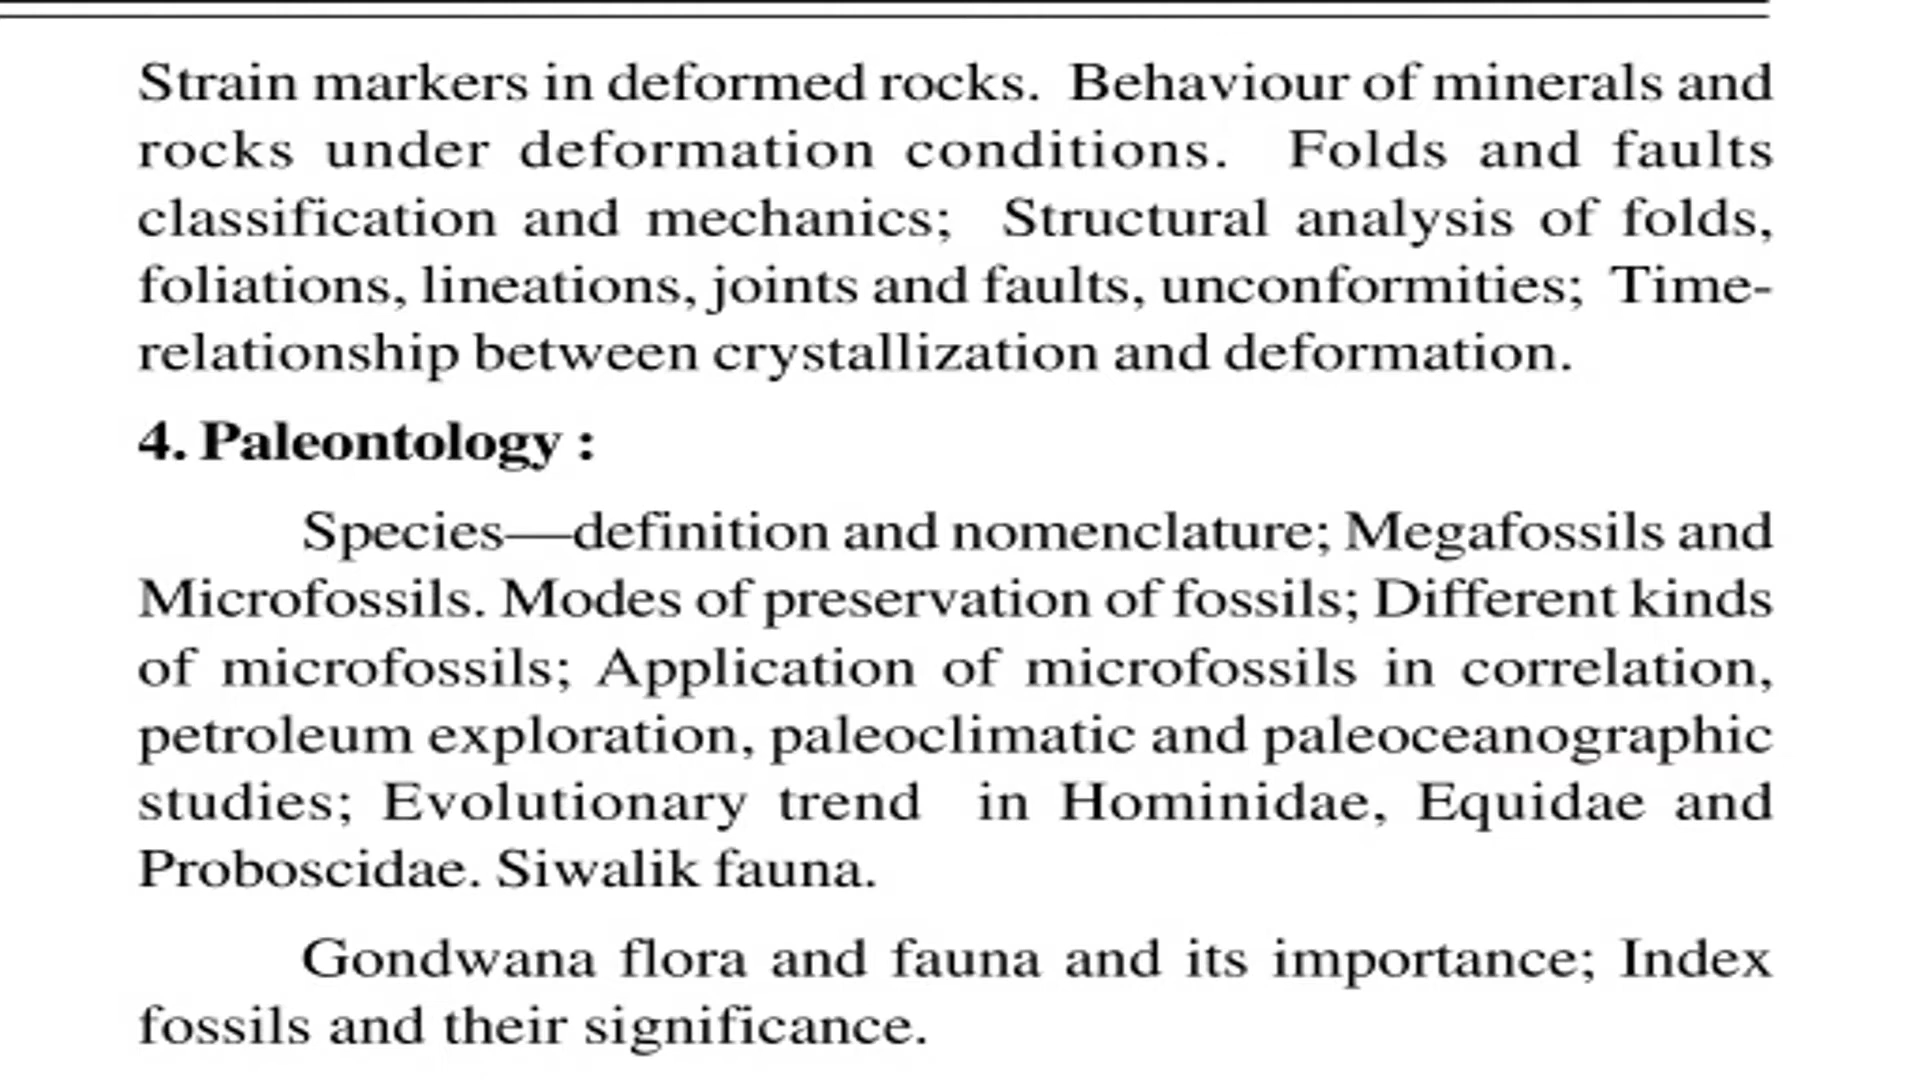 Strain markers in deformed rocks. Behaviour of minerals and
rocks under deformation conditions. Folds and faults
classification and mechanics; Structural analysis of folds,
foliations, lineations, joints and faults, unconformities; Time-
relationship between crystallization and deformation.
4. Paleontology :
Species—definition and nomenclature; Megafossils and
Microfossils. Modes of preservation of fossils; Different kinds
of microfossils; Application of microfossils in correlation,
petroleum exploration, paleoclimatic and paleoceanographic
studies; Evolutionary trend in Hominidae, Equidae and
Proboscidae. Siwalik fauna.
Gondwana flora and fauna and its importance; Index
fossils and their significance.